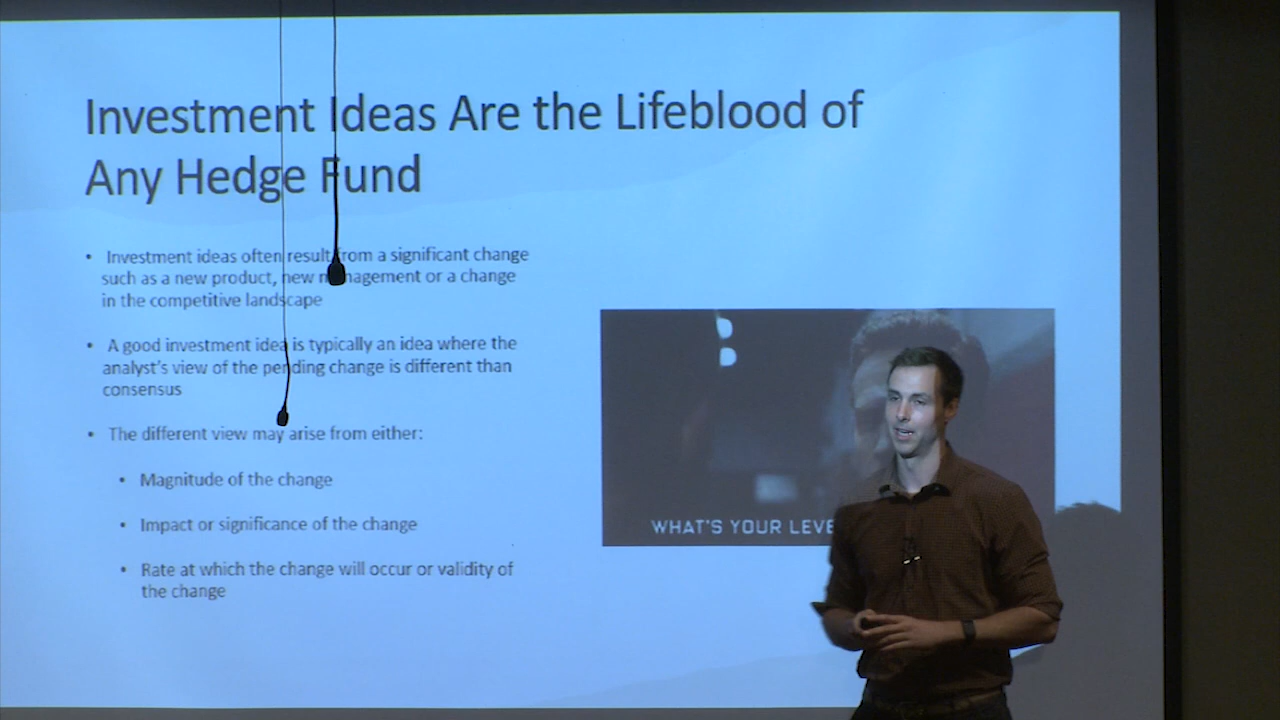 Investment Ideas Are the Lifeblood of
Any Hedge Fund
• Investment ideas often result from a significant change
such as a new product, new management or a change
in the competitive landscape
• A good investment idea is typically an idea where the
analyst's view of the pending change is different than
consensus
• The different view may arise from either:
• Magnitude of the change
• Impact or significance of the change
• Rate at which the change will occur or validity of
the change
WHAT'S YOUR LEVE